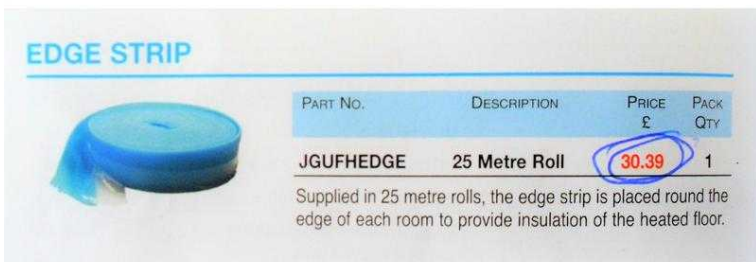 EDGE STRIP
PART NO. DESCRIPTION PRICE PACK
£ QTY
JGUFHEDGE 25 Metre Roll 30.39 1
Supplied in 25 metre rolls, the edge strip is placed round the
edge of each room to provide insulation of the heated floor.